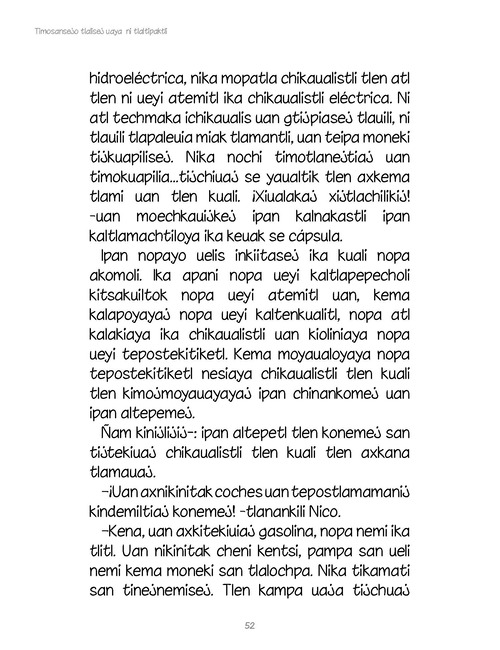 Timosansejo tlalisej uaya ni tlaltipaktli
hidroeléctrica, nika mopatla chikaualistli tlen atl
tlen ni ueyi atemitl ika chikaualistli eléctrica. Ni
atl techmaka ichikaualis uan gtijpiasej tlauili, ni
tlauili tlapaleuia miak tlamantli, uan teipa moneki
tijkuapilisej. Nika nochi timotlanejtiaj uan
timokuapilia...tijchiuaj se yaualtik tlen axkema
tlami uan tlen kuali. ¡Xiualakaj xijtlachilikij!
-uan moechkauijkej ipan kalnakastli ipan
kaltlamachtiloya ika keuak se cápsula.
Ipan nopayo uelis inkiitasej ika kuali nopa
akomoli. Ika apani nopa ueyi kaltlapepecholi
kitsakuiltok nopa ueyi atemitl uan, kema
kalapoyayaj nopa ueyi kaltenkualitl, nopa atl
kalakiaya ika chikaualistli uan kioliniaya nopa
ueyi tepostekitiketl. Kema moyaualoyaya nopa
tepostekitiketl nesiaya chikaualistli tlen kuali
tlen kimojmoyauayayaj ipan chinankomej uan
ipan altepemej.
Ñam kinijlijij-: ipan altepetl tlen konemej san
tijtekiuaj chikaualistli tlen kuali tlen axkana
tlamauaj.
—¡Uan axnikinitak coches uan tepostlamamanij
kindemiltiaj konemej! -tlanankili Nico.
—Kena, uan axkitekiuiaj gasolina, nopa nemi ika
tlitl. Uan nikinitak cheni kentsi, pampa san ueli
nemi kema moneki san tlalochpa. Nika tikamati
san tinejnemisej. Tlen kampa uaja tijchuaj
52